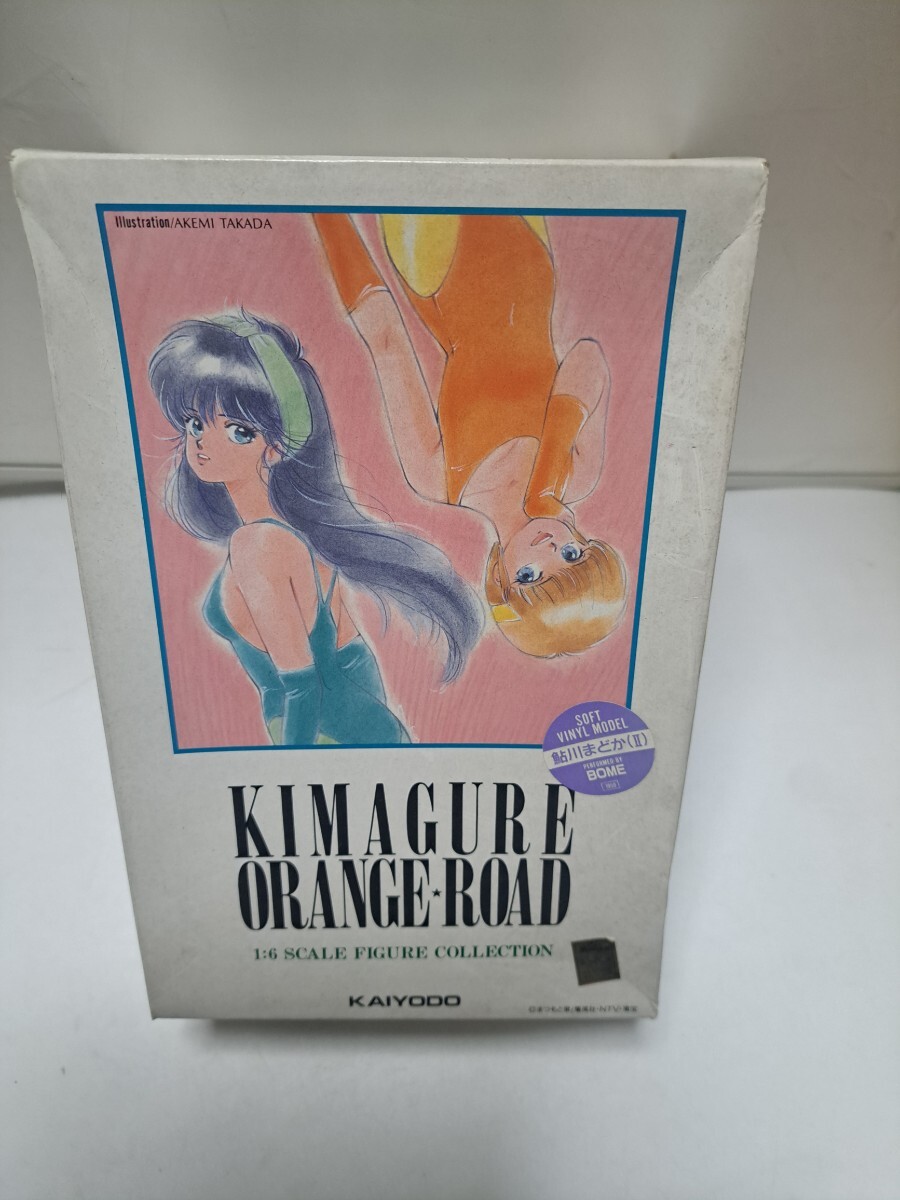 Illustration/AKEMI TAKADA
SOFT
VINYL MODEL
鮎川まどか(II)
PERFORMED BY
BOME
KIMAGURE
ORANGE★ROAD
1:6 SCALE FIGURE COLLECTION
KAIYODO